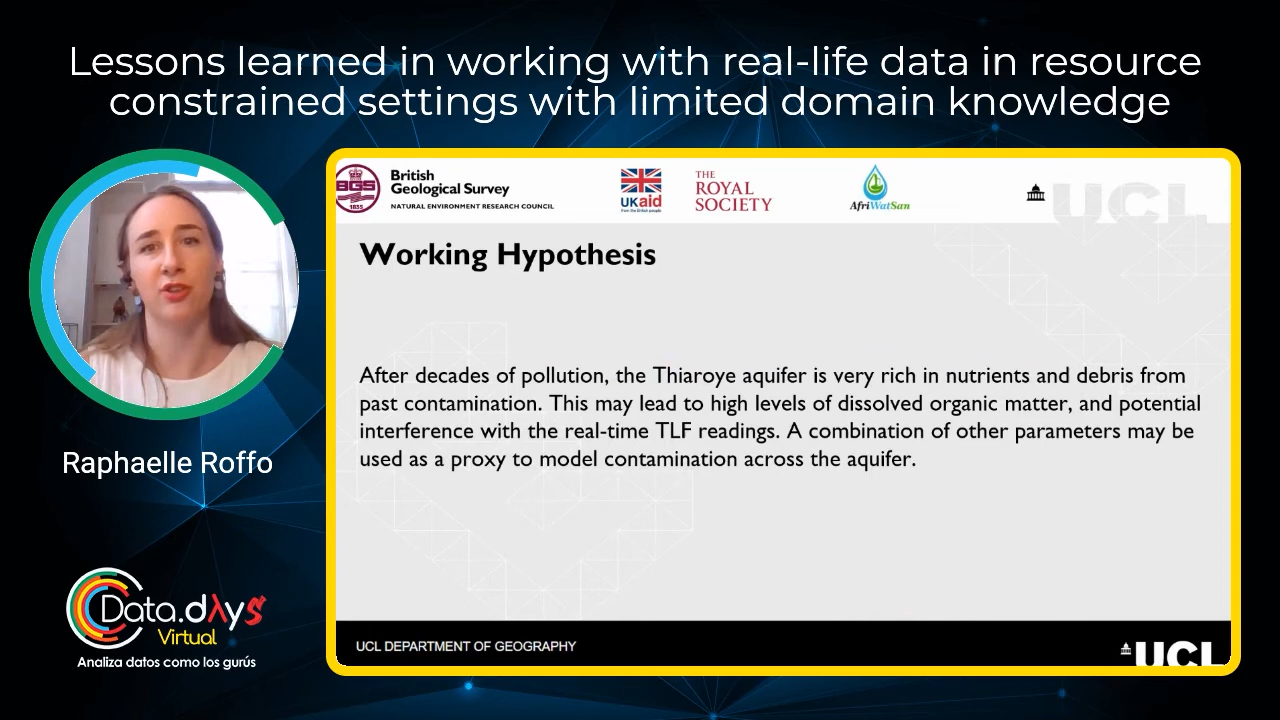 Lessons learned in working with real-life data in resource
constrained settings with limited domain knowledge
BGS
1835
British
Geological Survey
NATURAL ENVIRONMENT RESEARCH COUNCIL
UKaid
from the British people
THE
ROYAL
SOCIETY
AfriWatSan
UCL
Working Hypothesis
After decades of pollution, the Thiaroye aquifer is very rich in nutrients and debris from
past contamination. This may lead to high levels of dissolved organic matter, and potential
interference with the real-time TLF readings. A combination of other parameters may be
used as a proxy to model contamination across the aquifer.
UCL DEPARTMENT OF GEOGRAPHY
UCL
Raphaelle Roffo
Data.dλys
Virtual
Analiza datos como los gurús